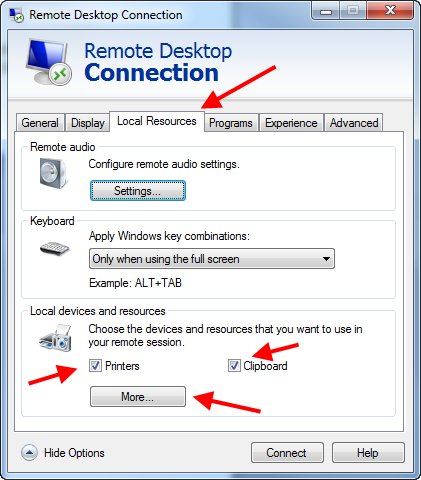 Remote Desktop Connection
Remote Desktop
Connection
General Display Local Resources Programs Experience Advanced
Remote audio
Configure remote audio settings.
Settings...
Keyboard
Apply Windows key combinations:
Only when using the full screen
Example: ALT+TAB
Local devices and resources
Choose the devices and resources that you want to use in
your remote session.
Printers Clipboard
More...
Hide Options Connect Help